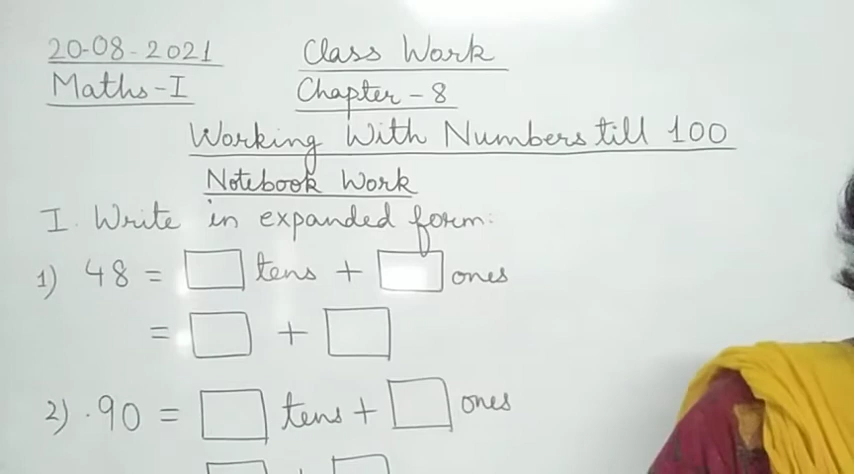 20-08-2021 Class Work
Maths-I Chapter-8
Working With Numbers till 100
Notebook Work
I. Write in expanded form:
1) 48 = □ tens + □ ones
= □ + □
2) .90 = □ tens + □ ones
□ + □